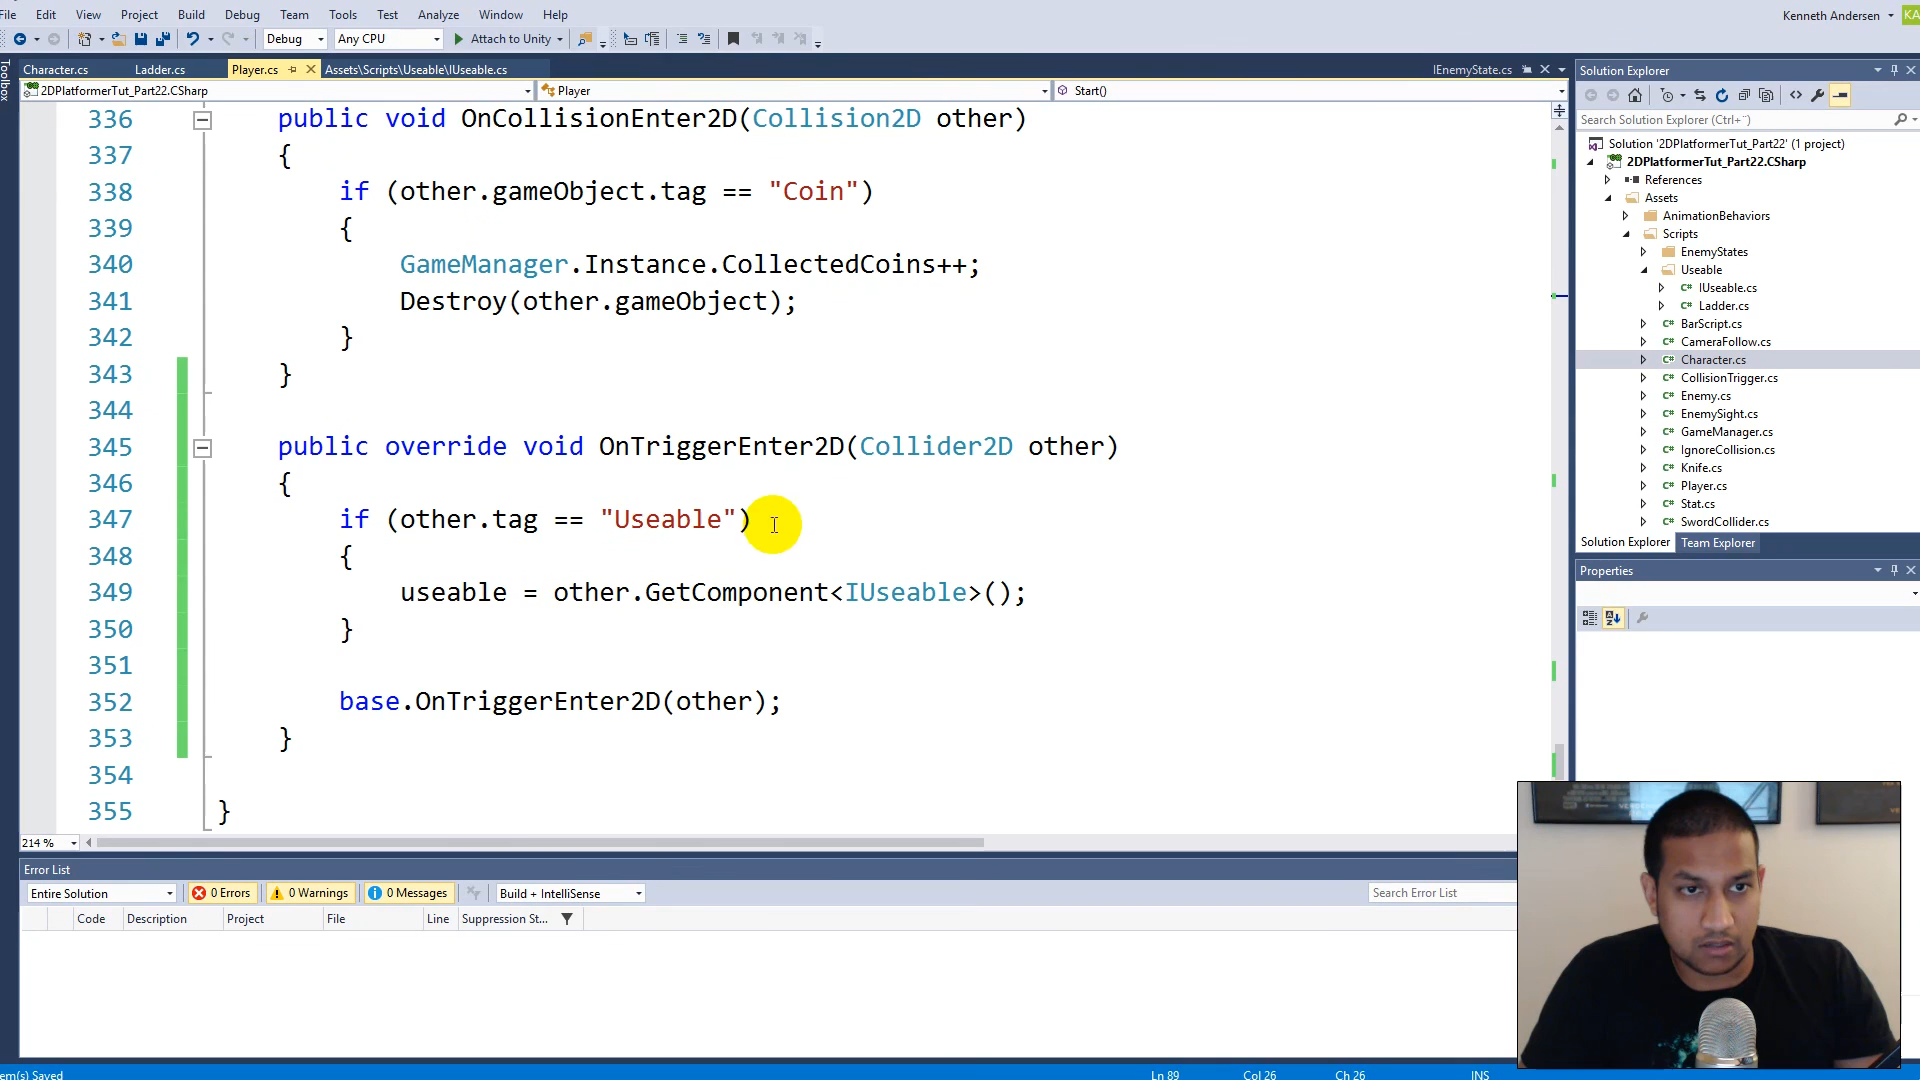 File Edit View Project Build Debug Team Tools Test Analyze Window Help Kenneth Andersen KA
Debug Any CPU Attach to Unity
Toolbox
Character.cs Ladder.cs Player.cs Assets\Scripts\Useable\IUseable.cs IEnemyState.cs
2DPlatformerTut_Part22.CSharp Player Start()
336 public void OnCollisionEnter2D(Collision2D other)
337 {
338 if (other.gameObject.tag == "Coin")
339 {
340 GameManager.Instance.CollectedCoins++;
341 Destroy(other.gameObject);
342 }
343 }
344
345 public override void OnTriggerEnter2D(Collider2D other)
346 {
347 if (other.tag == "Useable")
348 {
349 useable = other.GetComponent<IUseable>();
350 }
351
352 base.OnTriggerEnter2D(other);
353 }
354
355 }
214 %
Error List
Entire Solution 0 Errors 0 Warnings 0 Messages Build + IntelliSense Search Error List
Code Description Project File Line Suppression St...
em(s) Saved Ln 89 Col 26 Ch 26 INS
Solution Explorer
Search Solution Explorer (Ctrl+¨)
Solution '2DPlatformerTut_Part22' (1 project)
2DPlatformerTut_Part22.CSharp
References
Assets
AnimationBehaviors
Scripts
EnemyStates
Useable
C# IUseable.cs
C# Ladder.cs
C# BarScript.cs
C# CameraFollow.cs
C# Character.cs
C# CollisionTrigger.cs
C# Enemy.cs
C# EnemySight.cs
C# GameManager.cs
C# IgnoreCollision.cs
C# Knife.cs
C# Player.cs
C# Stat.cs
C# SwordCollider.cs
Solution Explorer Team Explorer
Properties